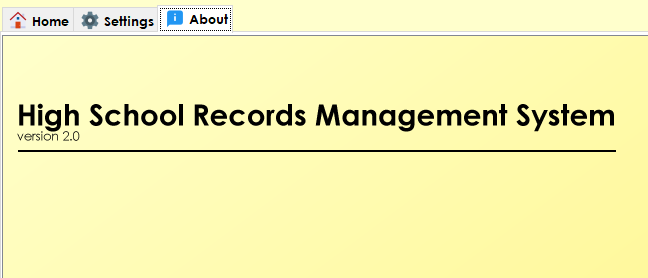 Home Settings About
High School Records Management System
version 2.0